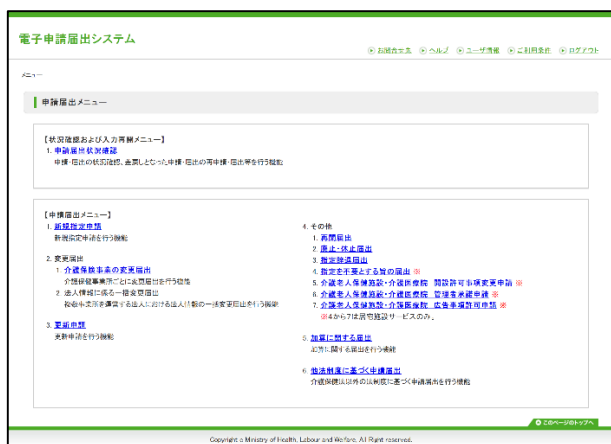 電子申請届出システム
お問合せ先 ヘルプ ユーザ情報 ご利用条件 ログアウト
メニュー
申請届出メニュー
【状況確認および入力再開メニュー】
1. 申請届出状況確認
申請・届出の状況確認、差戻しとなった申請・届出の再申請・届出等を行う機能
【申請届出メニュー】
1. 新規指定申請
新規指定申請を行う機能
2. 変更届出
1. 介護保険事業の変更届出
介護保険事業所ごとに変更届出を行う機能
2. 法人情報に係る一括変更届出
複数事業所を運営する法人における法人情報の一括変更届出を行う機能
3. 更新申請
更新申請を行う機能
4. その他
1. 再開届出
2. 廃止・休止届出
3. 指定辞退届出
4. 指定を不要とする旨の届出 ※
5. 介護老人保健施設・介護医療院 開設許可事項変更申請 ※
6. 介護老人保健施設・介護医療院 管理者承認申請 ※
7. 介護老人保健施設・介護医療院 広告事項許可申請 ※
※4から7は居宅施設サービスのみ。
5. 加算に関する届出
加算に関する届出を行う機能
6. 他法制度に基づく申請届出
介護保険法以外の法制度に基づく申請届出を行う機能
このページのトップへ
Copyright a Ministry of Health, Labour and Welfare. All Right reserved.